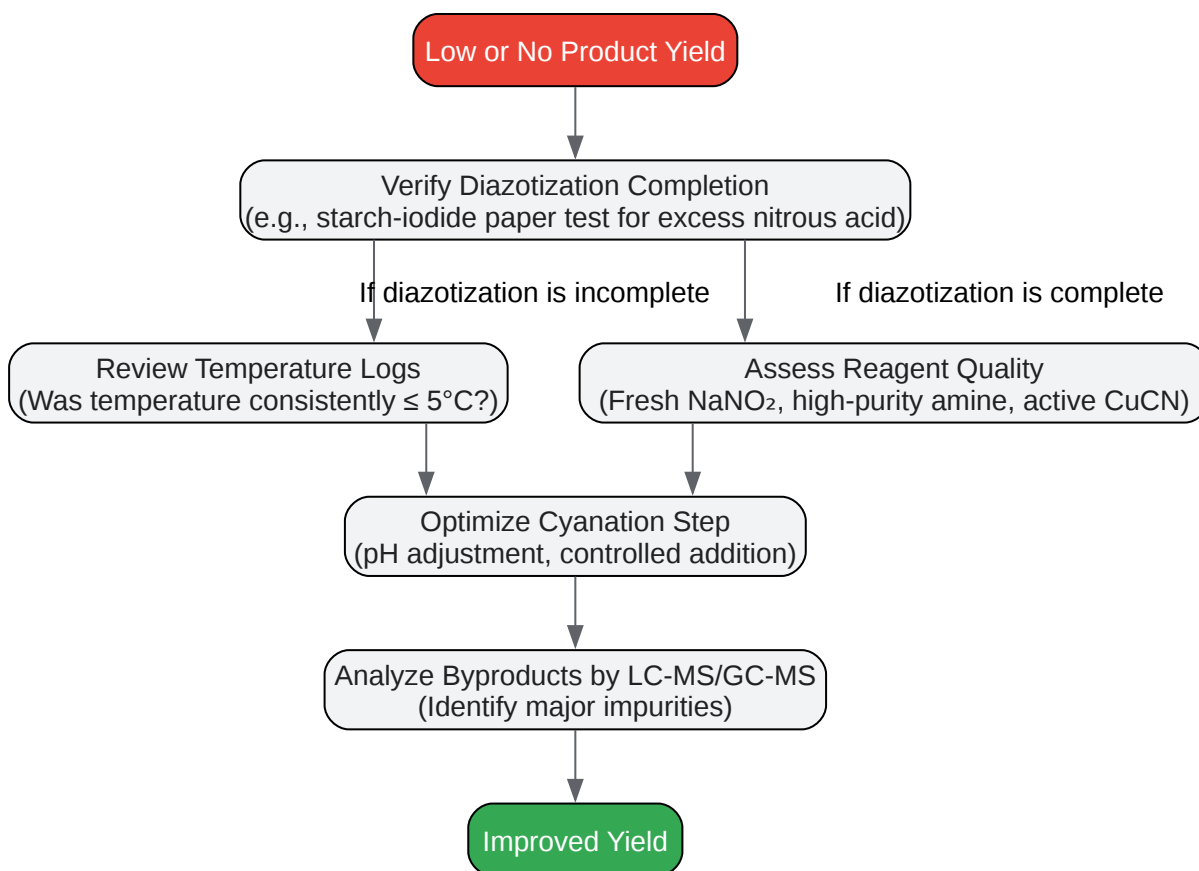 Low or No Product Yield
Verify Diazotization Completion
(e.g., starch-iodide paper test for excess nitrous acid)
If diazotization is incomplete
If diazotization is complete
Review Temperature Logs
(Was temperature consistently ≤ 5°C?)
Assess Reagent Quality
(Fresh NaNO₂, high-purity amine, active CuCN)
Optimize Cyanation Step
(pH adjustment, controlled addition)
Analyze Byproducts by LC-MS/GC-MS
(Identify major impurities)
Improved Yield